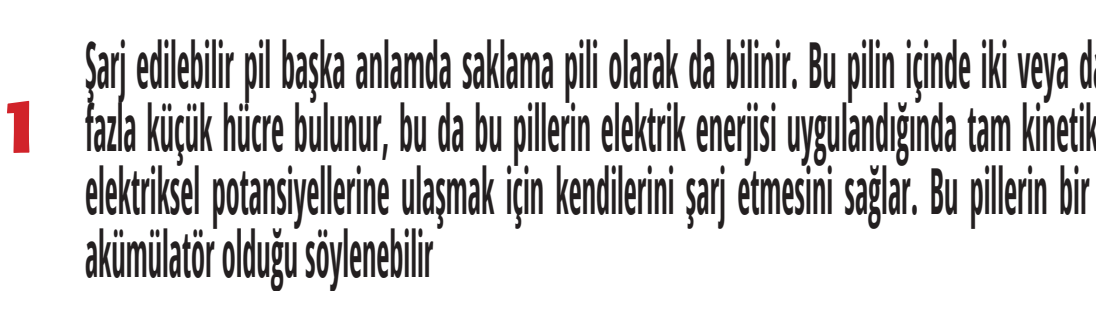 1
Şarj edilebilir pil başka anlamda saklama pili olarak da bilinir. Bu pilin içinde iki veya
fazla küçük hücre bulunur, bu da bu pillerin elektrik enerjisi uygulandığında tam kinetik
elektriksel potansiyellerine ulaşmak için kendilerini şarj etmesini sağlar. Bu pillerin bir
akümülatör olduğu söylenebilir